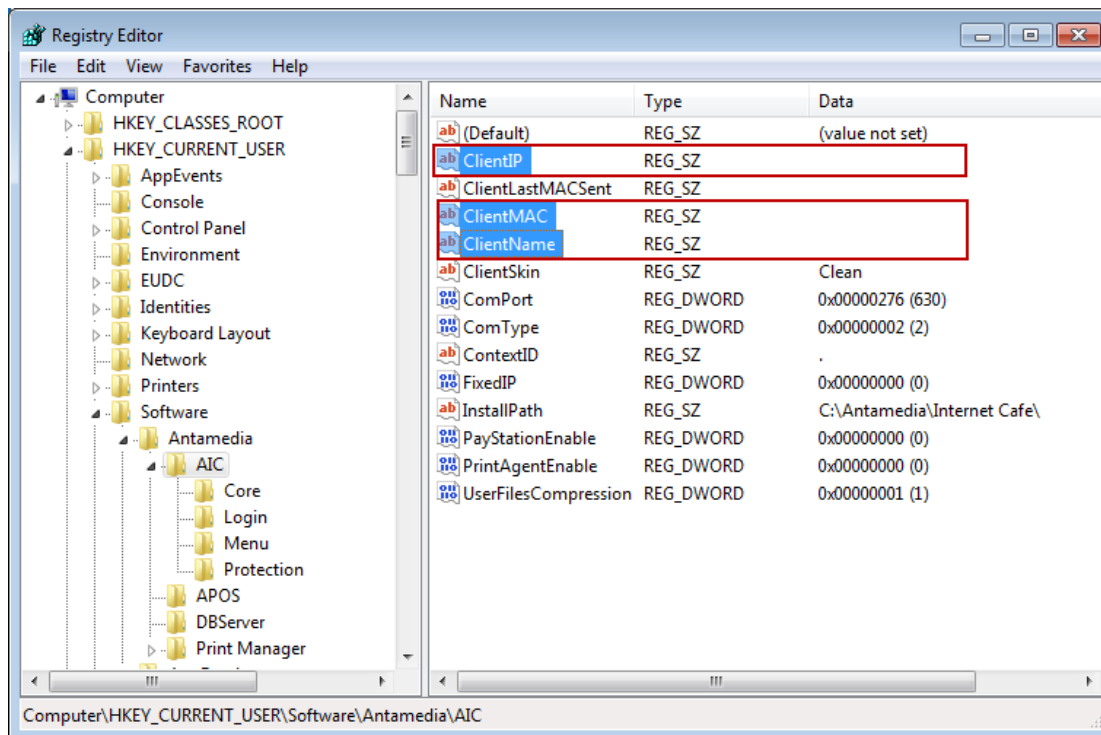 Registry Editor
File Edit View Favorites Help
Computer
HKEY_CLASSES_ROOT
HKEY_CURRENT_USER
AppEvents
Console
Control Panel
Environment
EUDC
Identities
Keyboard Layout
Network
Printers
Software
Antamedia
AIC
Core
Login
Menu
Protection
APOS
DBServer
Print Manager
Name Type Data
(Default) REG_SZ (value not set)
ClientIP REG_SZ
ClientLastMACSent REG_SZ
ClientMAC REG_SZ
ClientName REG_SZ
ClientSkin REG_SZ Clean
ComPort REG_DWORD 0x00000276 (630)
ComType REG_DWORD 0x00000002 (2)
ContextID REG_SZ .
FixedIP REG_DWORD 0x00000000 (0)
InstallPath REG_SZ C:\Antamedia\Internet Cafe\
PayStationEnable REG_DWORD 0x00000000 (0)
PrintAgentEnable REG_DWORD 0x00000000 (0)
UserFilesCompression REG_DWORD 0x00000001 (1)
Computer\HKEY_CURRENT_USER\Software\Antamedia\AIC